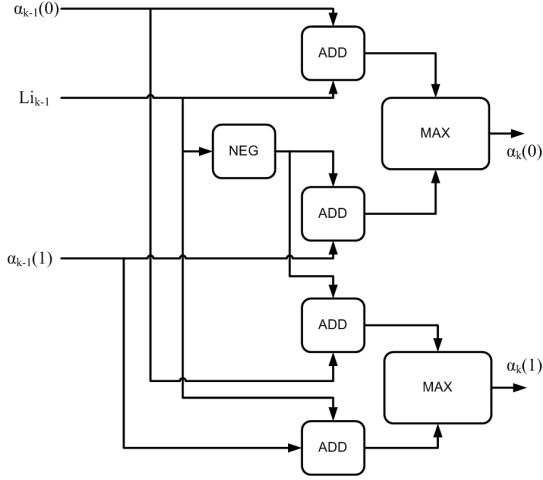 αk-1(0)
ADD
Lik-1
MAX
NEG
αk(0)
ADD
αk-1(1)
ADD
αk(1)
MAX
ADD